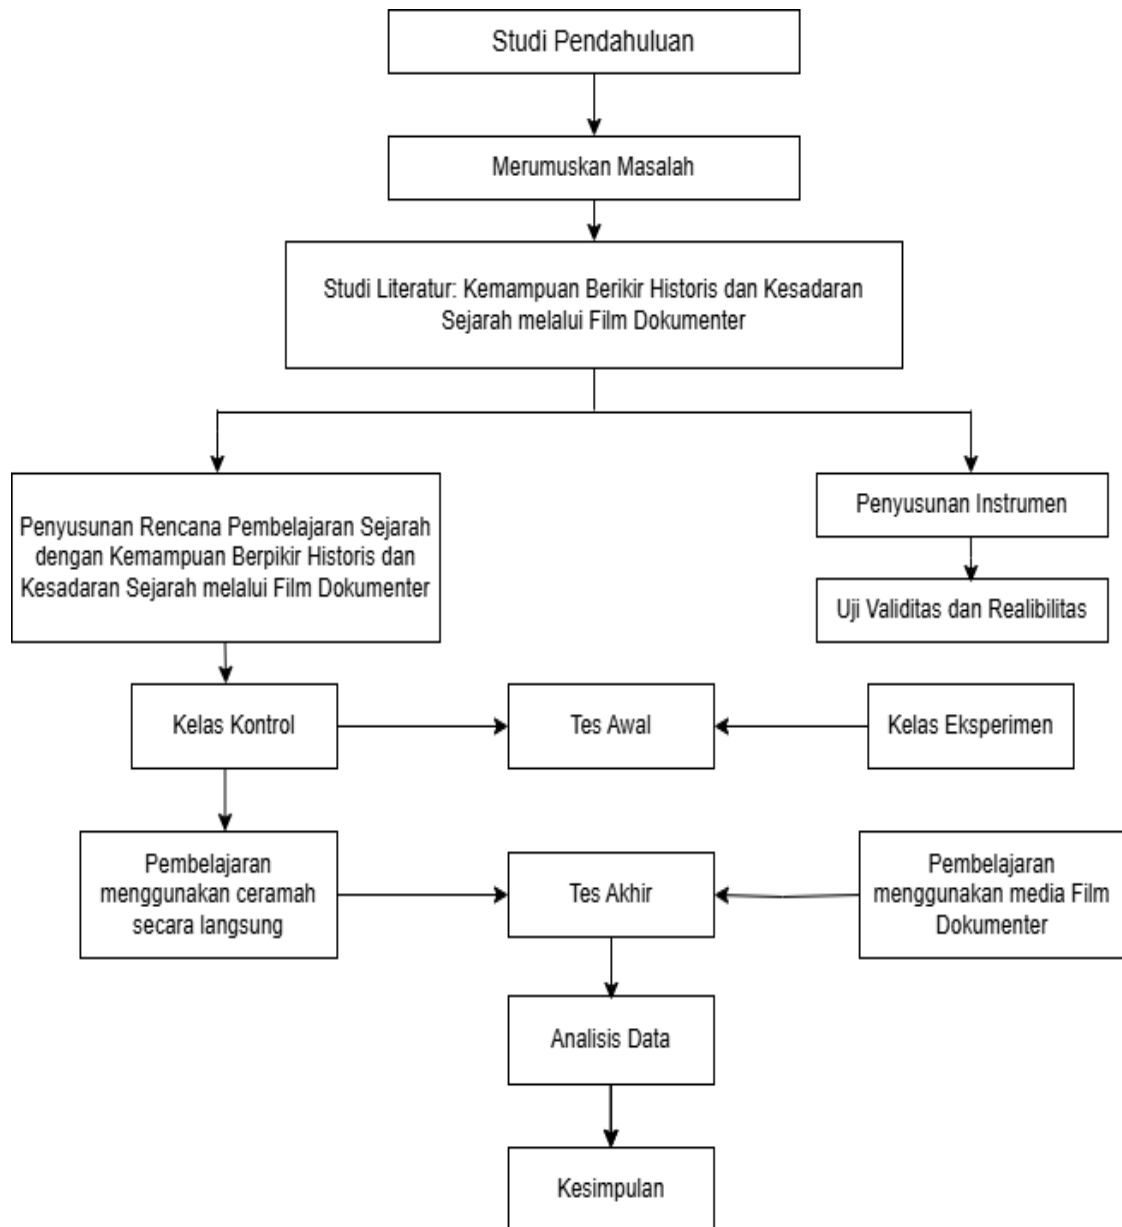 Studi Pendahuluan
Merumuskan Masalah
Studi Literatur: Kemampuan Berikir Historis dan Kesadaran
Sejarah melalui Film Dokumenter
Penyusunan Rencana Pembelajaran Sejarah
dengan Kemampuan Berpikir Historis dan
Kesadaran Sejarah melalui Film Dokumenter
Penyusunan Instrumen
Uji Validitas dan Realibilitas
Kelas Kontrol
Tes Awal
Kelas Eksperimen
Pembelajaran
menggunakan ceramah
secara langsung
Tes Akhir
Pembelajaran
menggunakan media Film
Dokumenter
Analisis Data
Kesimpulan